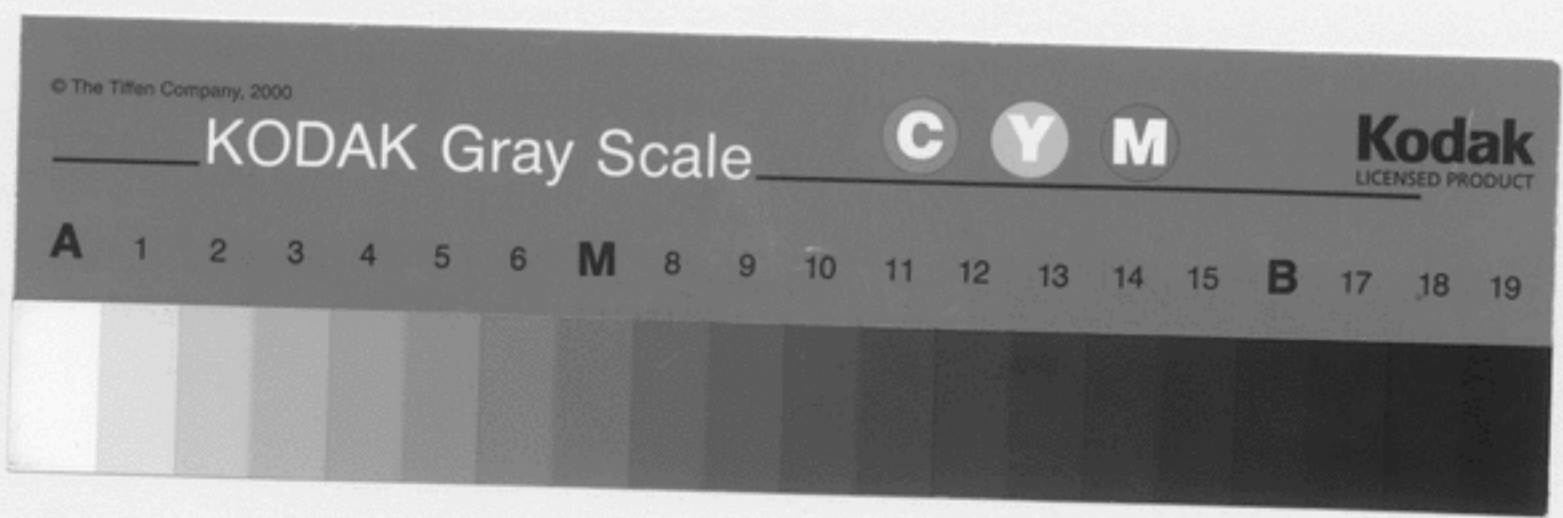 © The Tiffen Company, 2000
KODAK Gray Scale
C Y M
Kodak
LICENSED PRODUCT
A 1 2 3 4 5 6 M 8 9 10 11 12 13 14 15 B 17 18 19